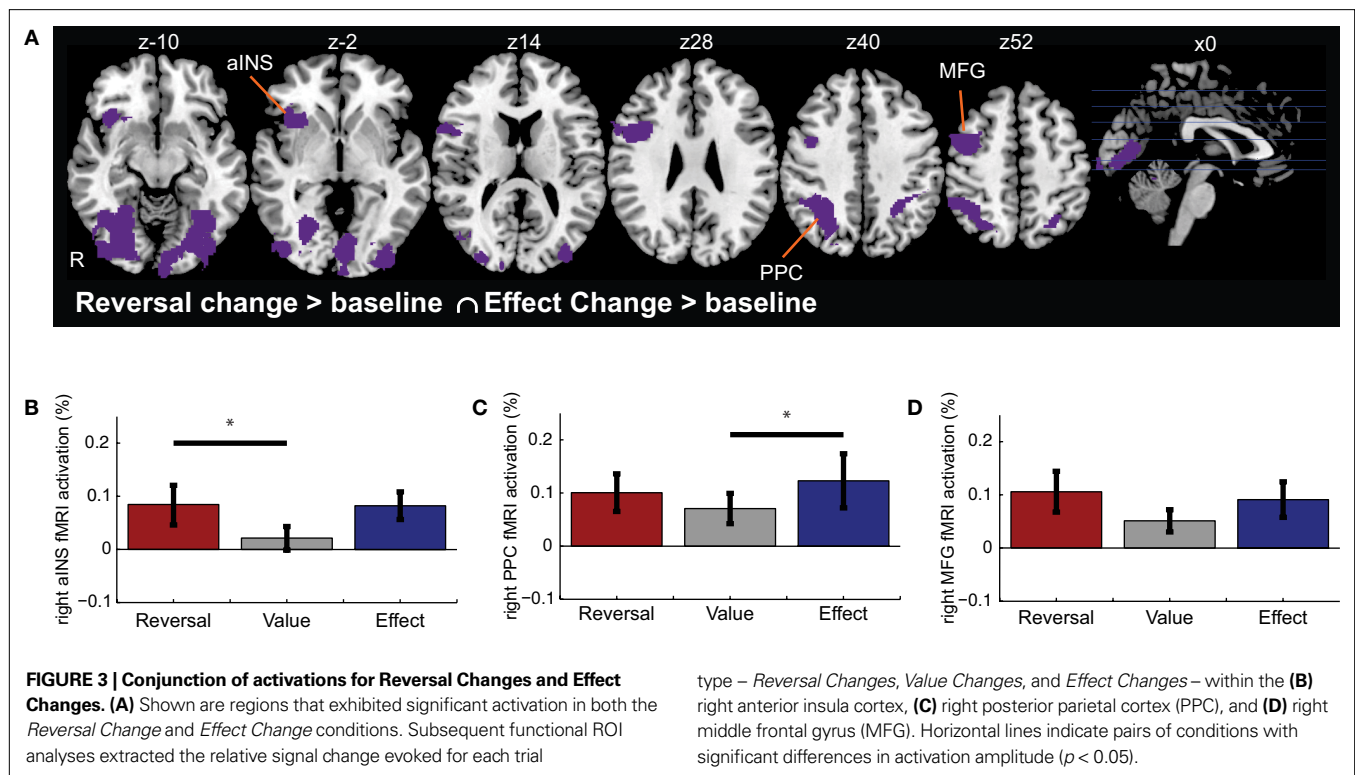 A
z-10 z-2 z14 z28 z40 z52 x0
aINS MFG
R
PPC
Reversal change > baseline ∩ Effect Change > baseline
B
right aINS fMRI activation (%)
0.2
0.1
0
−0.1
*
Reversal Value Effect
C
right PPC fMRI activation (%)
0.2
0.1
0
−0.1
*
Reversal Value Effect
D
right MFG fMRI activation (%)
0.2
0.1
0
−0.1
Reversal Value Effect
FIGURE 3 | Conjunction of activations for Reversal Changes and Effect
Changes. (A) Shown are regions that exhibited significant activation in both the
Reversal Change and Effect Change conditions. Subsequent functional ROI
analyses extracted the relative signal change evoked for each trial
type – Reversal Changes, Value Changes, and Effect Changes – within the (B)
right anterior insula cortex, (C) right posterior parietal cortex (PPC), and (D) right
middle frontal gyrus (MFG). Horizontal lines indicate pairs of conditions with
significant differences in activation amplitude (p < 0.05).